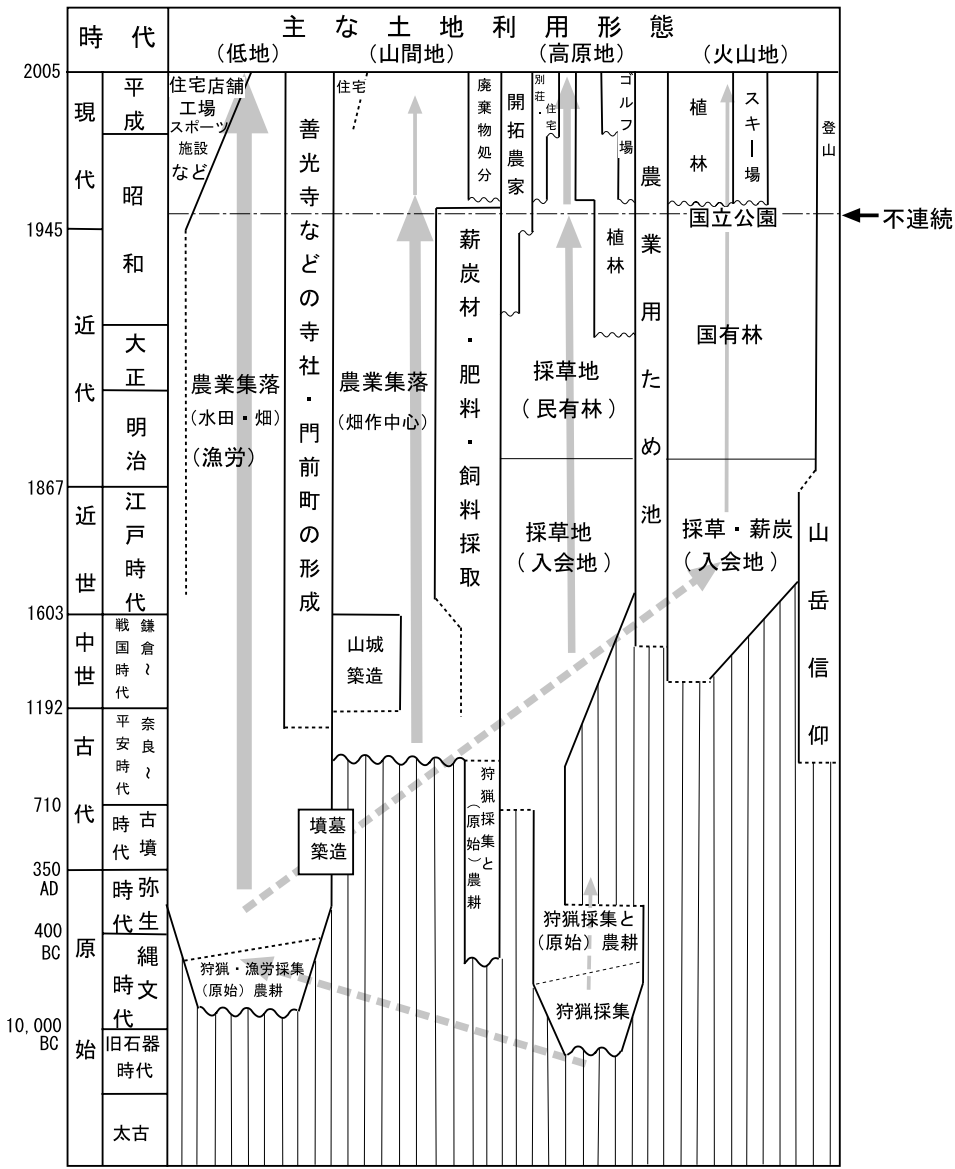 時代
主な土地利用形態
(低地)
(山間地)
(高原地)
(火山地)
2005
1945
1867
1603
1192
710
350
AD
400
BC
10,000
BC
現代
近代
近世
中世
古代
原始
平成
昭和
大正
明治
江戸時代
鎌倉～
戦国時代
奈良～
平安時代
古墳
時代
弥生
時代
縄文
時代
旧石器
時代
太古
住宅店舗
工場
スポーツ
施設
など
農業集落
(水田・畑)
(漁労)
狩猟・漁労採集
(原始) 農耕
善光寺などの寺社・門前町の形成
墳墓
築造
住宅
農業集落
(畑作中心)
山城
築造
廃棄物処分
薪炭材・肥料・飼料採取
狩猟採集と
(原始) 農耕
開拓農家
別荘・
住宅
ゴルフ場
植林
採草地
(民有林)
採草地
(入会地)
狩猟採集と
(原始) 農耕
狩猟採集
農業用ため池
植林
スキー場
国立公園
国有林
採草・薪炭
(入会地)
登山
山岳信仰
不連続